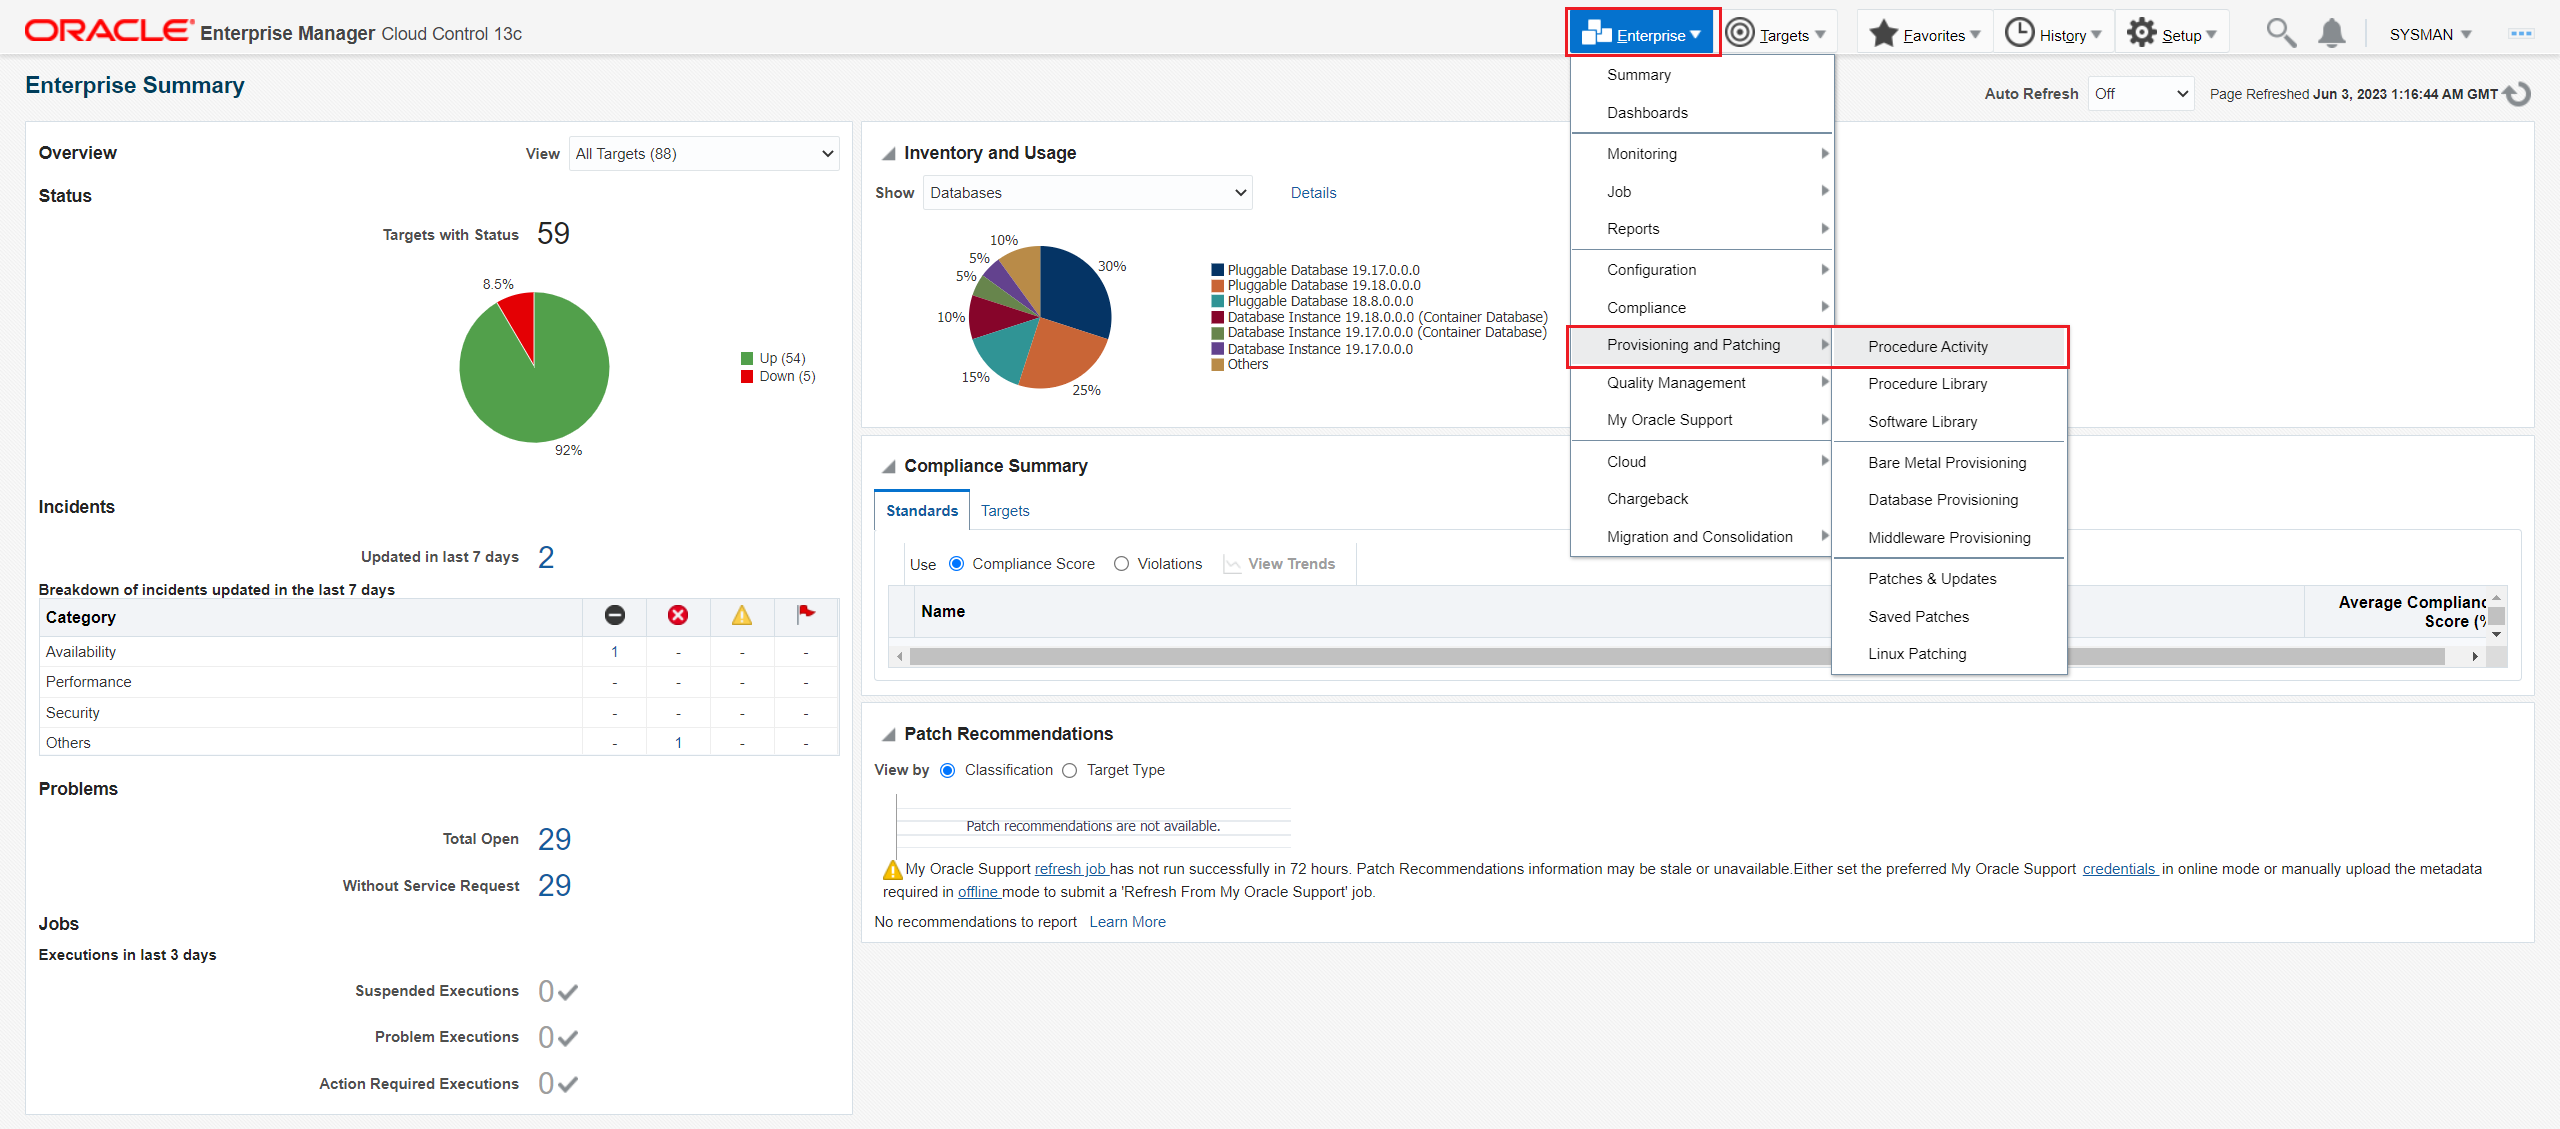 ORACLE Enterprise Manager Cloud Control 13c
Enterprise
Targets
Favorites
History
Setup
SYSMAN
Enterprise Summary
Auto Refresh
Off
Page Refreshed Jun 3, 2023 1:16:44 AM GMT
Overview
View
All Targets (88)
Status
Targets with Status 59
8.5%
92%
Up (54)
Down (5)
Incidents
Updated in last 7 days 2
Breakdown of incidents updated in the last 7 days
Category
Availability 1 - - -
Performance - - - -
Security - - - -
Others - 1 - -
Problems
Total Open 29
Without Service Request 29
Jobs
Executions in last 3 days
Suspended Executions 0
Problem Executions 0
Action Required Executions 0
Inventory and Usage
Show
Databases
Details
10%
5%
5%
10%
15%
25%
30%
Pluggable Database 19.17.0.0.0
Pluggable Database 19.18.0.0.0
Pluggable Database 18.8.0.0.0
Database Instance 19.18.0.0.0 (Container Database)
Database Instance 19.17.0.0.0 (Container Database)
Database Instance 19.17.0.0.0
Others
Compliance Summary
Standards
Targets
Use
Compliance Score
Violations
View Trends
Name
Average Complianc
Score (%
Patch Recommendations
View by
Classification
Target Type
Patch recommendations are not available.
My Oracle Support refresh job has not run successfully in 72 hours. Patch Recommendations information may be stale or unavailable.Either set the preferred My Oracle Support credentials in online mode or manually upload the metadata
required in offline mode to submit a 'Refresh From My Oracle Support' job.
No recommendations to report Learn More
Summary
Dashboards
Monitoring
Job
Reports
Configuration
Compliance
Provisioning and Patching
Quality Management
My Oracle Support
Cloud
Chargeback
Migration and Consolidation
Procedure Activity
Procedure Library
Software Library
Bare Metal Provisioning
Database Provisioning
Middleware Provisioning
Patches & Updates
Saved Patches
Linux Patching